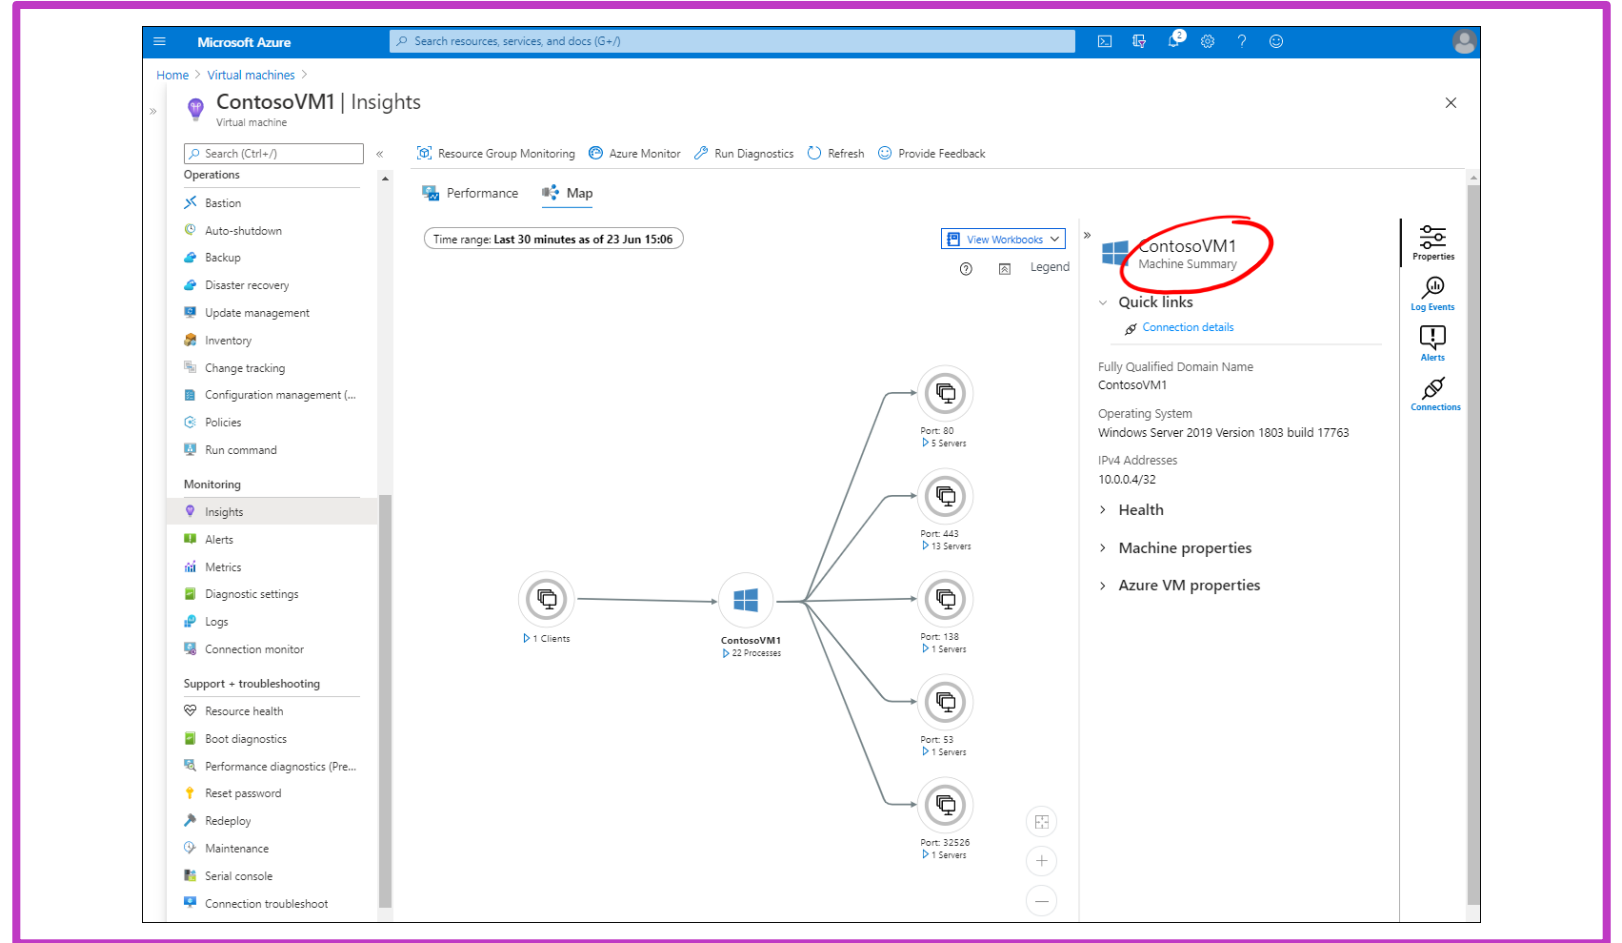 Microsoft Azure
Search resources, services, and docs (G+/)
2
Home > Virtual machines >
ContosoVM1 | Insights
Virtual machine
Search (Ctrl+/)
Resource Group Monitoring
Azure Monitor
Run Diagnostics
Refresh
Provide Feedback
Operations
Bastion
Auto-shutdown
Backup
Disaster recovery
Update management
Inventory
Change tracking
Configuration management (...
Policies
Run command
Monitoring
Insights
Alerts
Metrics
Diagnostic settings
Logs
Connection monitor
Support + troubleshooting
Resource health
Boot diagnostics
Performance diagnostics (Pre...
Reset password
Redeploy
Maintenance
Serial console
Connection troubleshoot
Performance
Map
Time range: Last 30 minutes as of 23 Jun 15:06
View Workbooks
Legend
1 Clients
ContosoVM1
22 Processes
Port: 80
5 Servers
Port: 443
13 Servers
Port: 138
1 Servers
Port: 53
1 Servers
Port: 32526
1 Servers
ContosoVM1
Machine Summary
Quick links
Connection details
Fully Qualified Domain Name
ContosoVM1
Operating System
Windows Server 2019 Version 1803 build 17763
IPv4 Addresses
10.0.0.4/32
Health
Machine properties
Azure VM properties
Properties
Log Events
Alerts
Connections